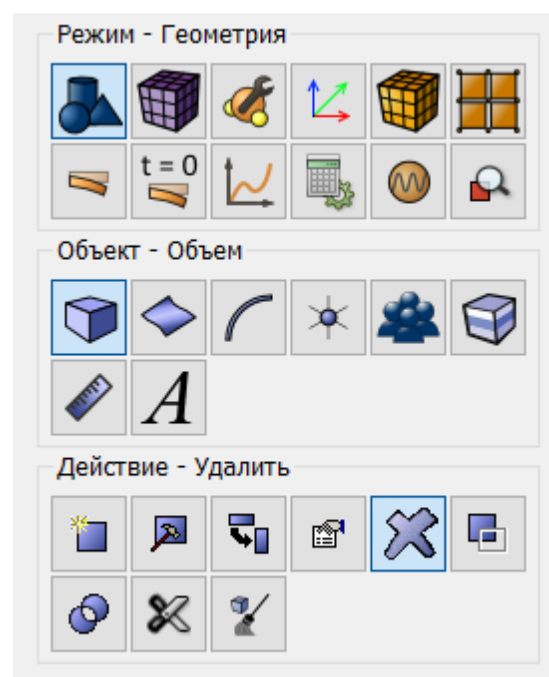 Режим - Геометрия
t = 0
Объект - Объем
A
Действие - Удалить